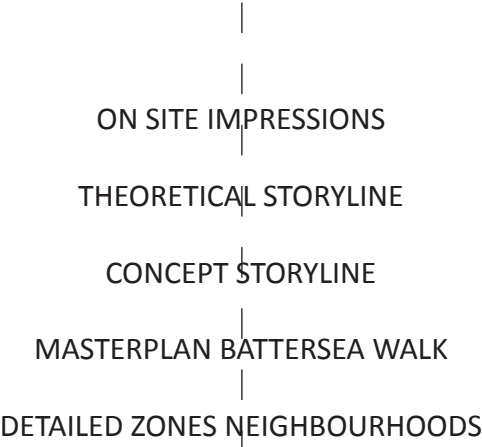 ON SITE IMPRESSIONS
THEORETICAL STORYLINE
CONCEPT STORYLINE
MASTERPLAN BATTERSEA WALK
DETAILED ZONES NEIGHBOURHOODS